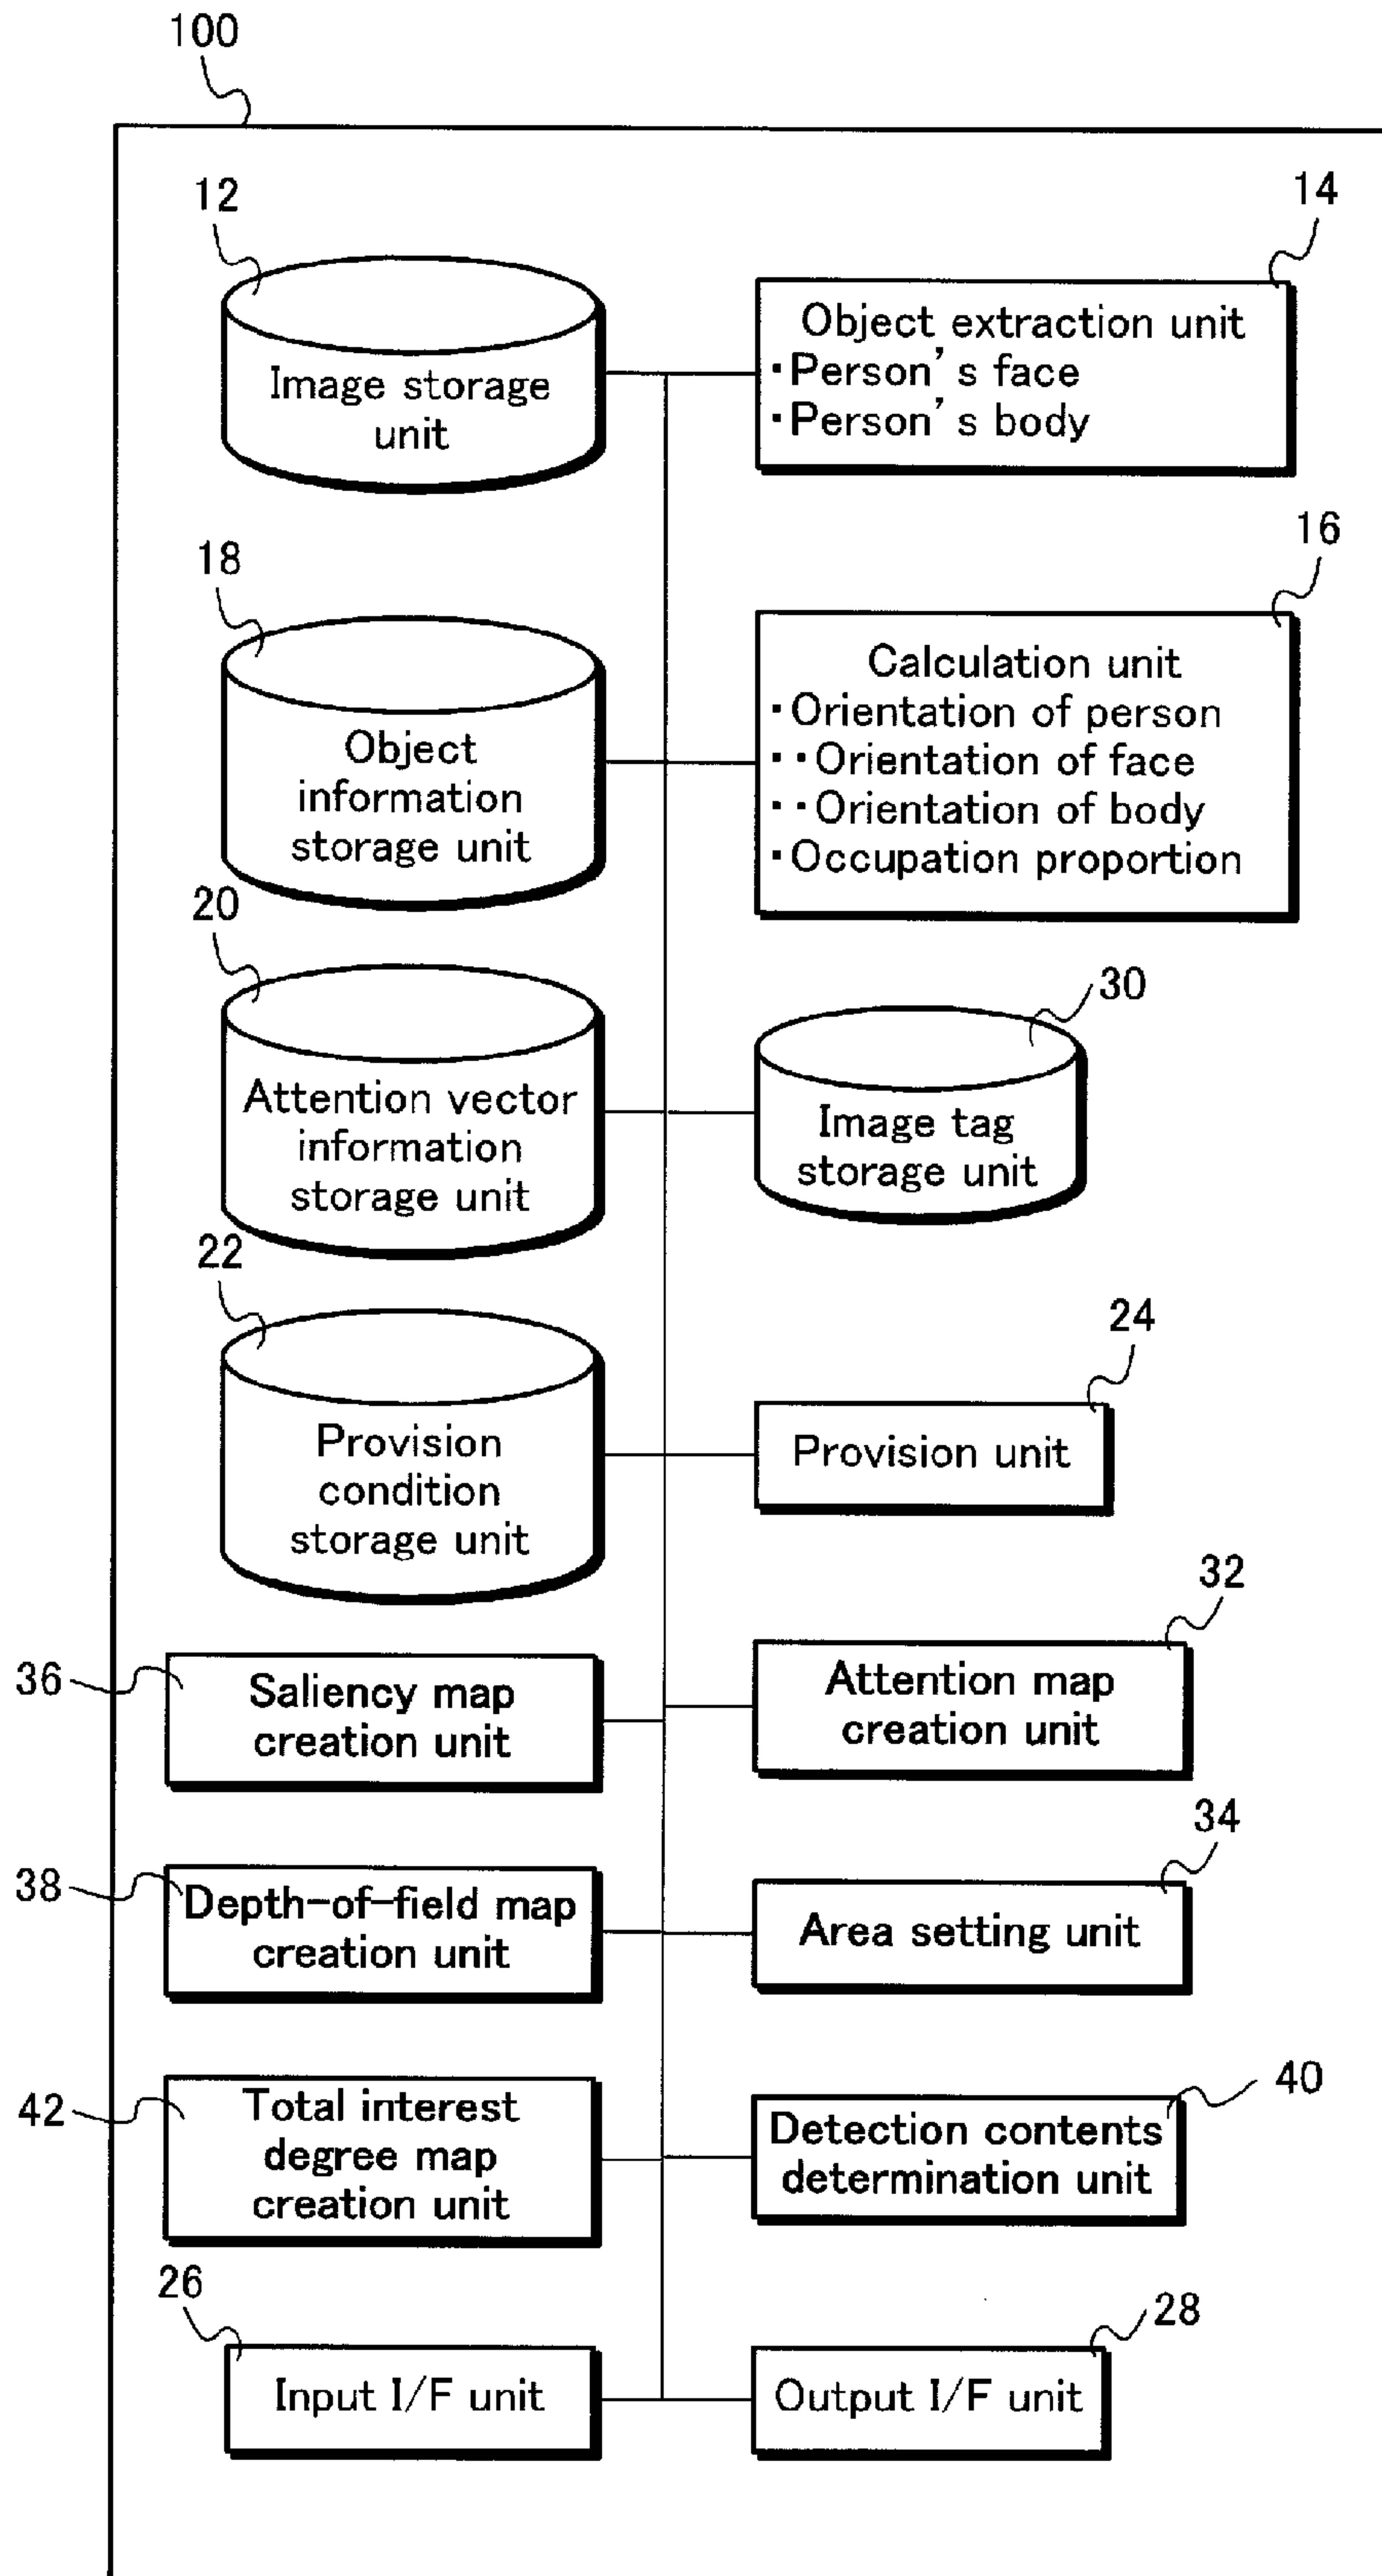 100
12
14
Image storage
unit
Object extraction unit
・Person's face
・Person's body
18
16
Object
information
storage unit
Calculation unit
・Orientation of person
・・Orientation of face
・・Orientation of body
・Occupation proportion
20
30
Attention vector
information
storage unit
Image tag
storage unit
22
24
Provision
condition
storage unit
Provision unit
36
Saliency map
creation unit
32
Attention map
creation unit
38
Depth-of-field map
creation unit
34
Area setting unit
42
Total interest
degree map
creation unit
40
Detection contents
determination unit
26
Input I/F unit
28
Output I/F unit